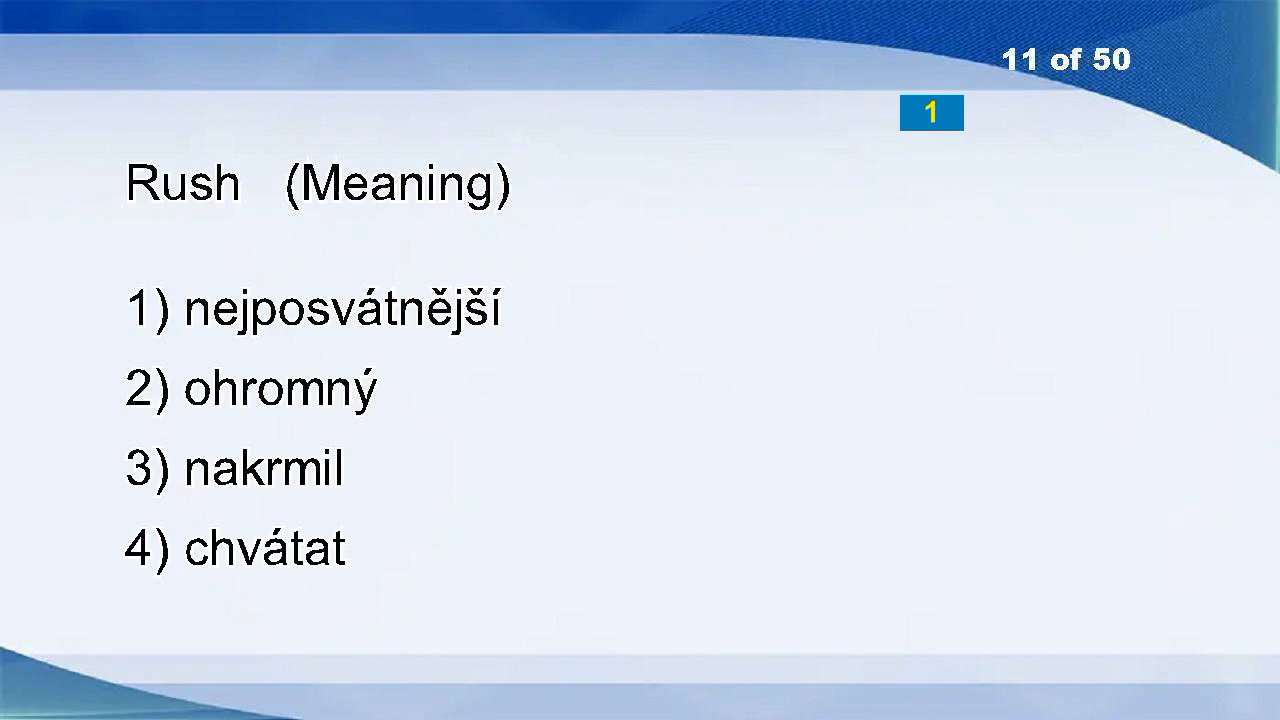 11 of 50
1
Rush (Meaning)
1) nejposvátnější
2) ohromný
3) nakrmil
4) chvátat